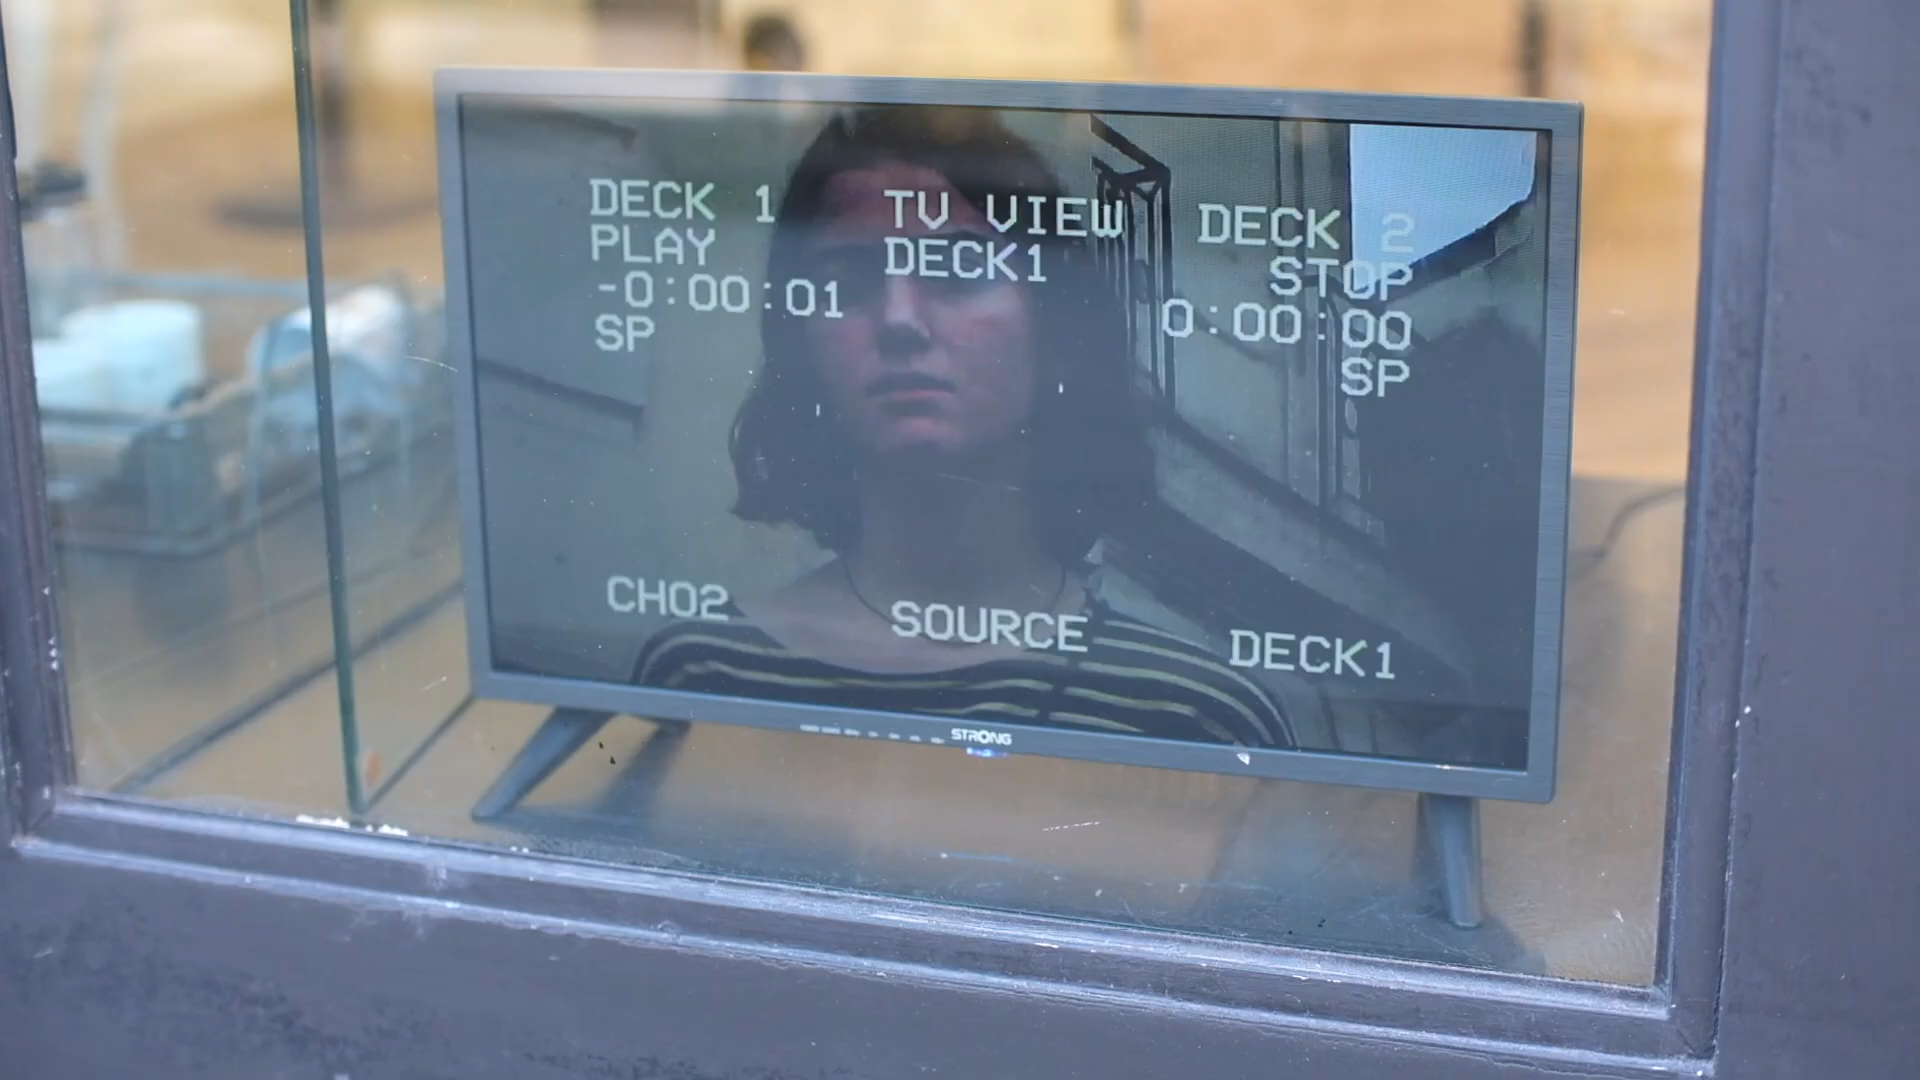 DECK 1
PLAY
-0:00:01
SP
TV VIEW
DECK1
DECK 2
STOP
0:00:00
SP
CH02
SOURCE
DECK1
STRONG